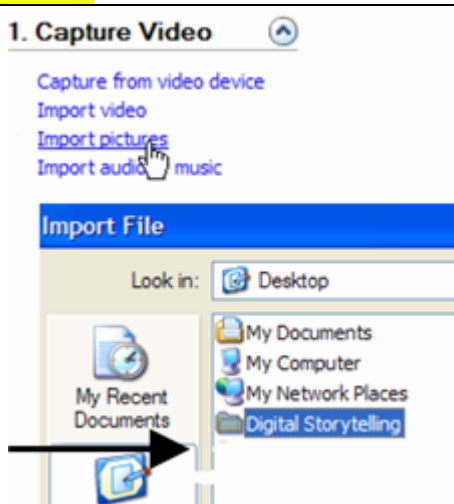 1. Capture Video
Capture from video device
Import video
Import pictures
Import audio music
Import File
Look in: Desktop
My Documents
My Computer
My Network Places
My Recent Documents
Digital Storytelling